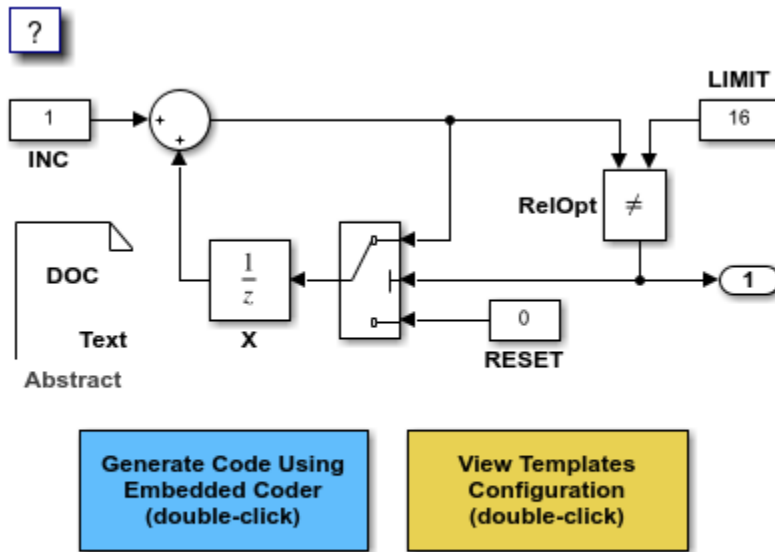 ?
LIMIT
1
+
+
16
INC
RelOpt
≠
DOC
1
z
1
Text
X
0
RESET
Abstract
Generate Code Using
Embedded Coder
(double-click)
View Templates
Configuration
(double-click)